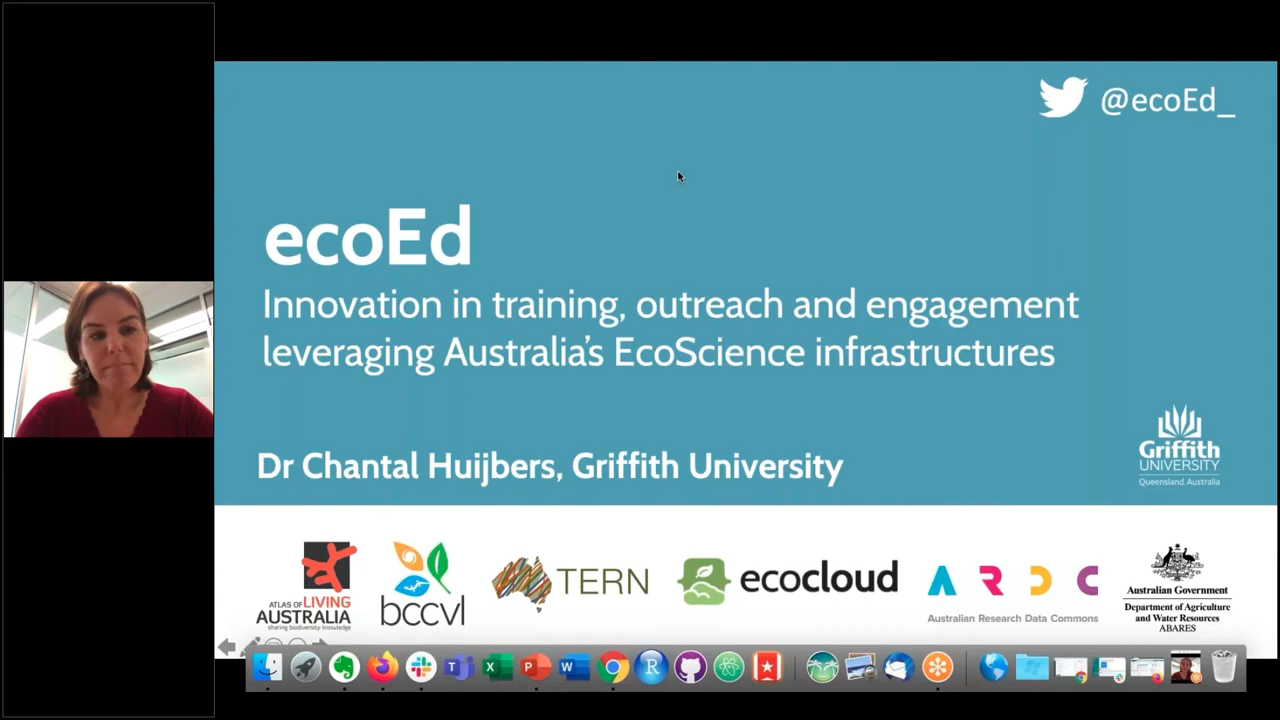 @ecoEd_
ecoEd
Innovation in training, outreach and engagement
leveraging Australia's EcoScience infrastructures
Dr Chantal Huijbers, Griffith University
Griffith
UNIVERSITY
Queensland, Australia
ATLAS OF LIVING
AUSTRALIA
sharing biodiversity knowledge
bccvl
TERN
ecocloud
A R D C
Australian Research Data Commons
Australian Government
Department of Agriculture
and Water Resources
ABARES